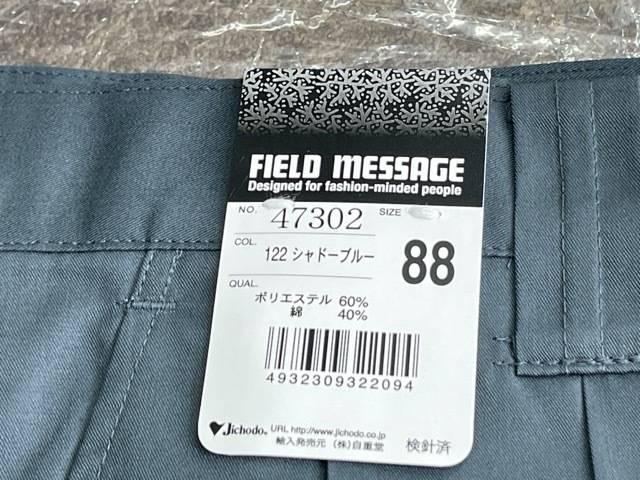 FIELD MESSAGE
Designed for fashion-minded people
NO. 47302 SIZE
COL. 122 シャドーブルー 88
QUAL.
ポリエステル 60%
綿 40%
4932309322094
Jichodo® URL http://www.jichodo.co.jp
輸入発売元 (株)自重堂 検針済